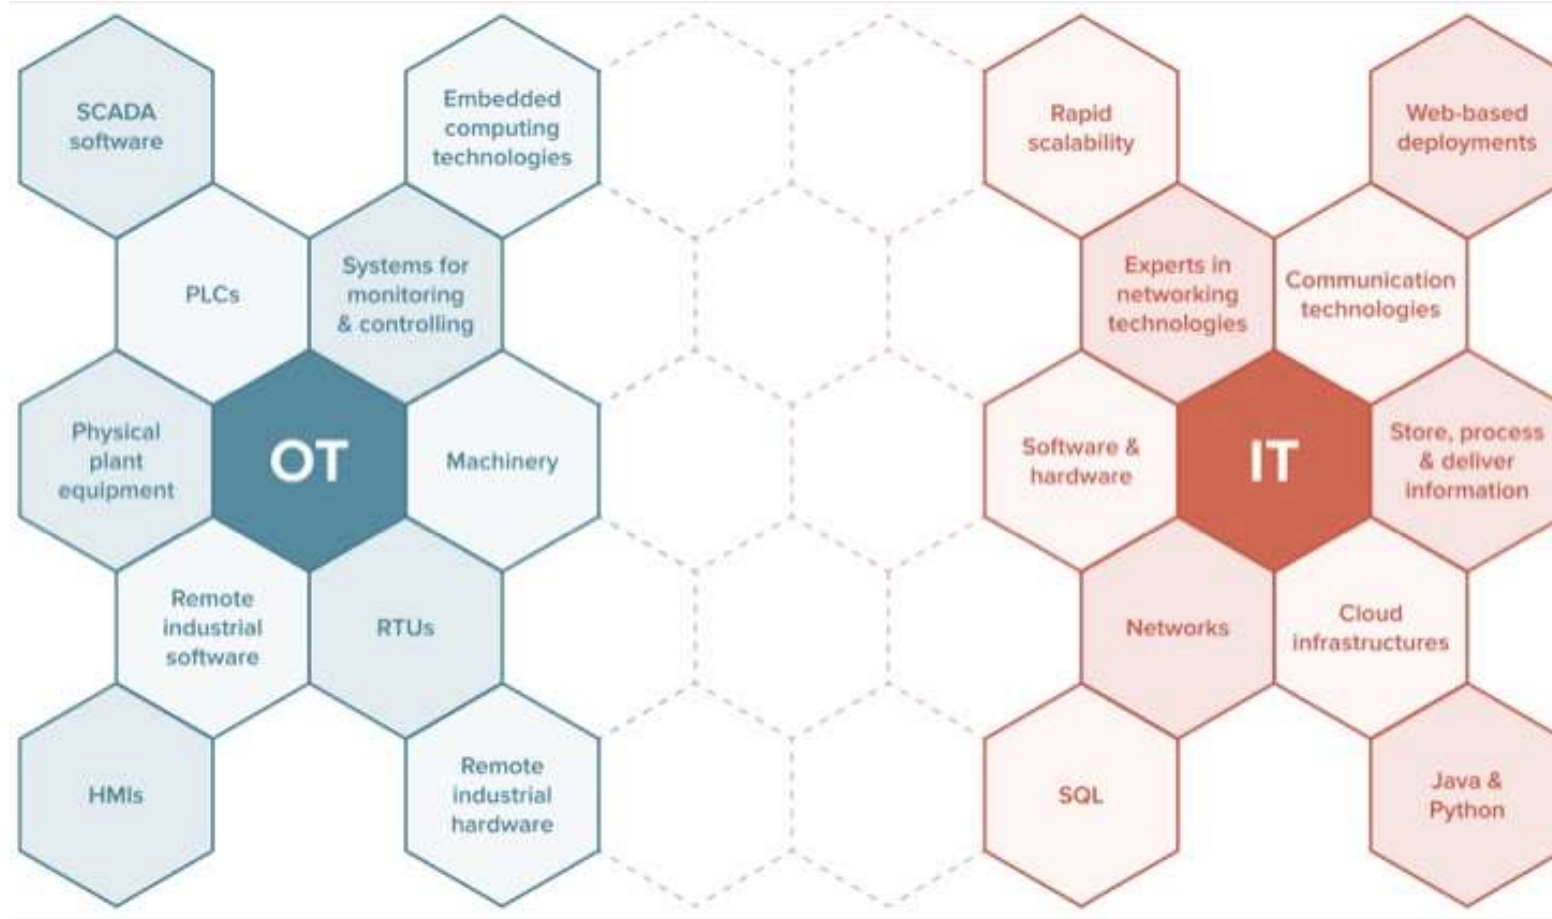 SCADA
software
Embedded
computing
technologies
PLCs
Systems for
monitoring
& controlling
Physical
plant
equipment
OT
Machinery
Remote
industrial
software
RTUs
HMIs
Remote
industrial
hardware
Rapid
scalability
Web-based
deployments
Experts in
networking
technologies
Communication
technologies
Software &
hardware
IT
Store, process
& deliver
information
Networks
Cloud
infrastructures
SQL
Java &
Python